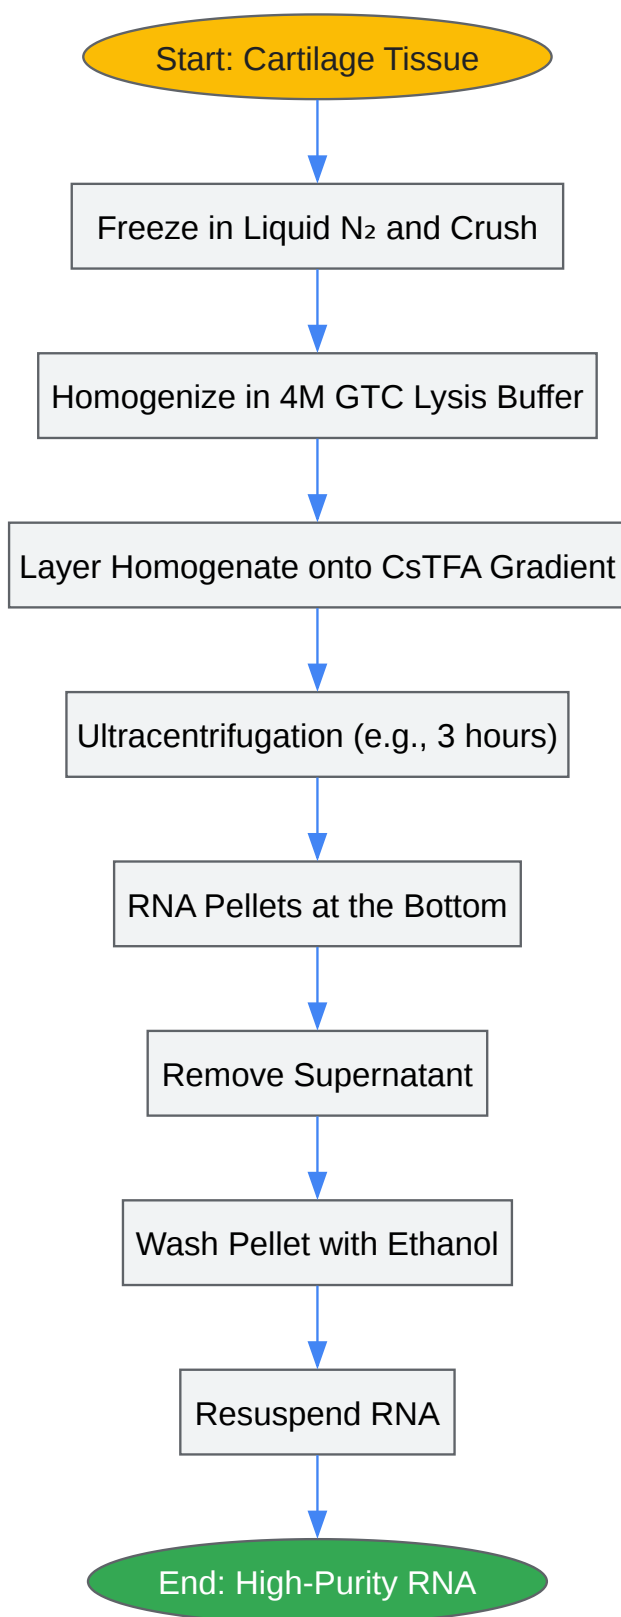 Start: Cartilage Tissue
Freeze in Liquid N₂ and Crush
Homogenize in 4M GTC Lysis Buffer
Layer Homogenate onto CsTFA Gradient
Ultracentrifugation (e.g., 3 hours)
RNA Pellets at the Bottom
Remove Supernatant
Wash Pellet with Ethanol
Resuspend RNA
End: High-Purity RNA